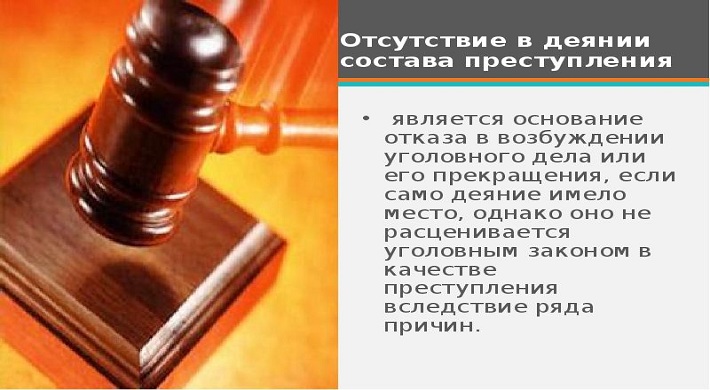 Отсутствие в деянии
состава преступления
• является основание
отказа в возбуждении
уголовного дела или
его прекращения, если
само деяние имело
место, однако оно не
расценивается
уголовным законом в
качестве
преступления
вследствие ряда
причин.